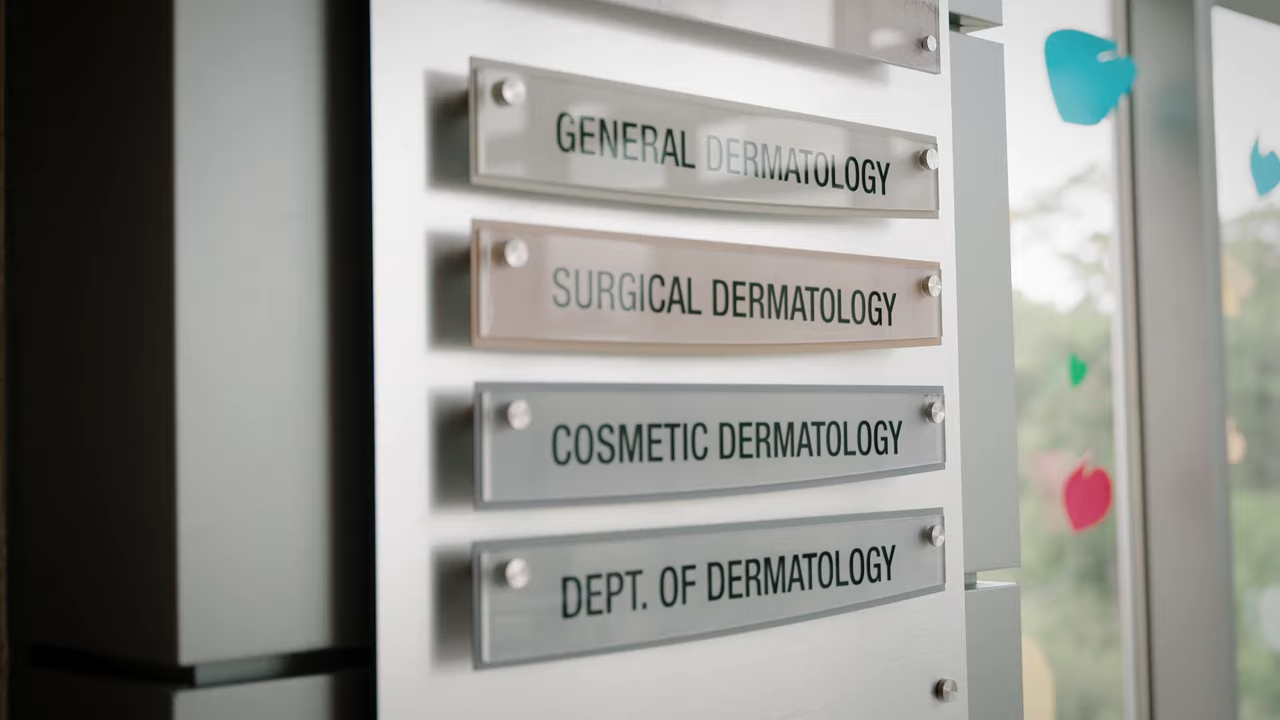 GENERAL DERMATOLOGY
SURGICAL DERMATOLOGY
COSMETIC DERMATOLOGY
DEPT. OF DERMATOLOGY